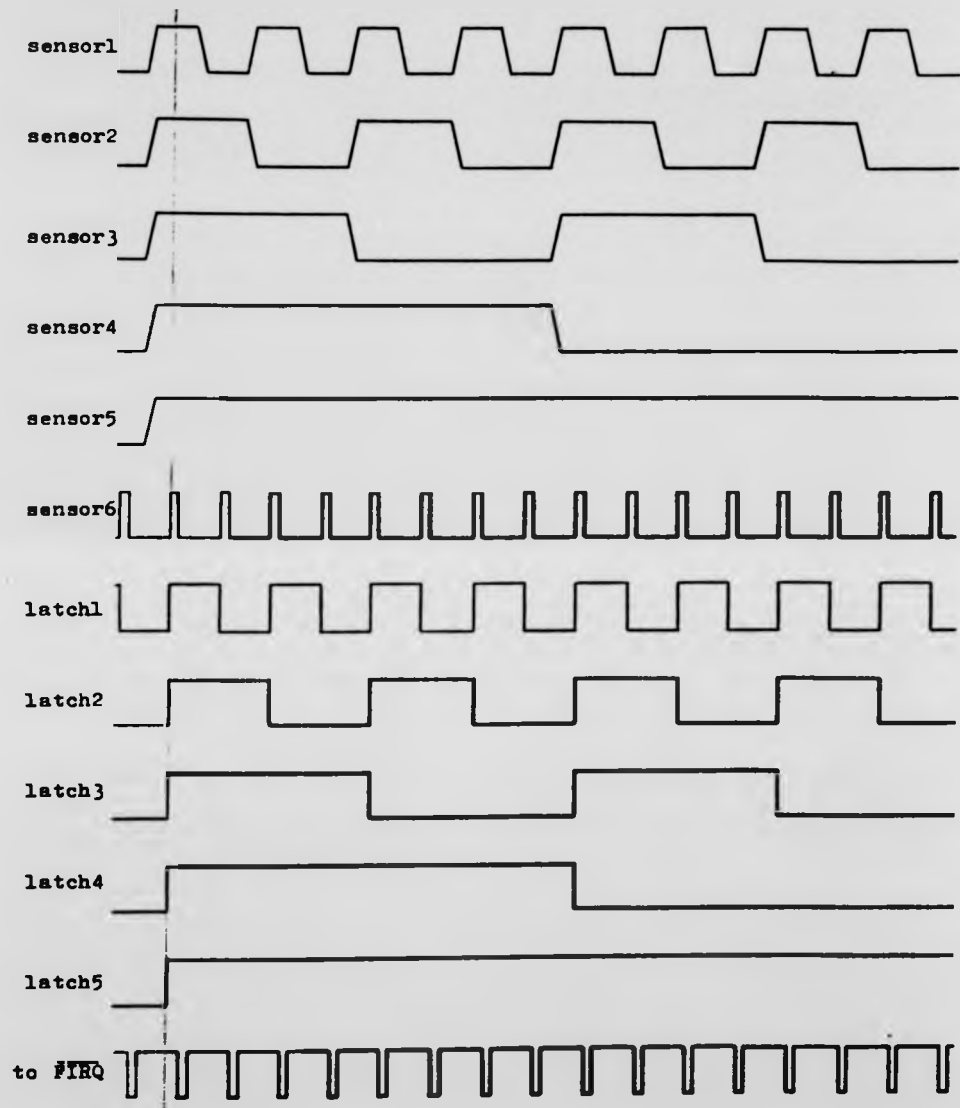 sensor1
sensor2
sensor3
sensor4
sensor5
sensor6
latch1
latch2
latch3
latch4
latch5
to FIRQ